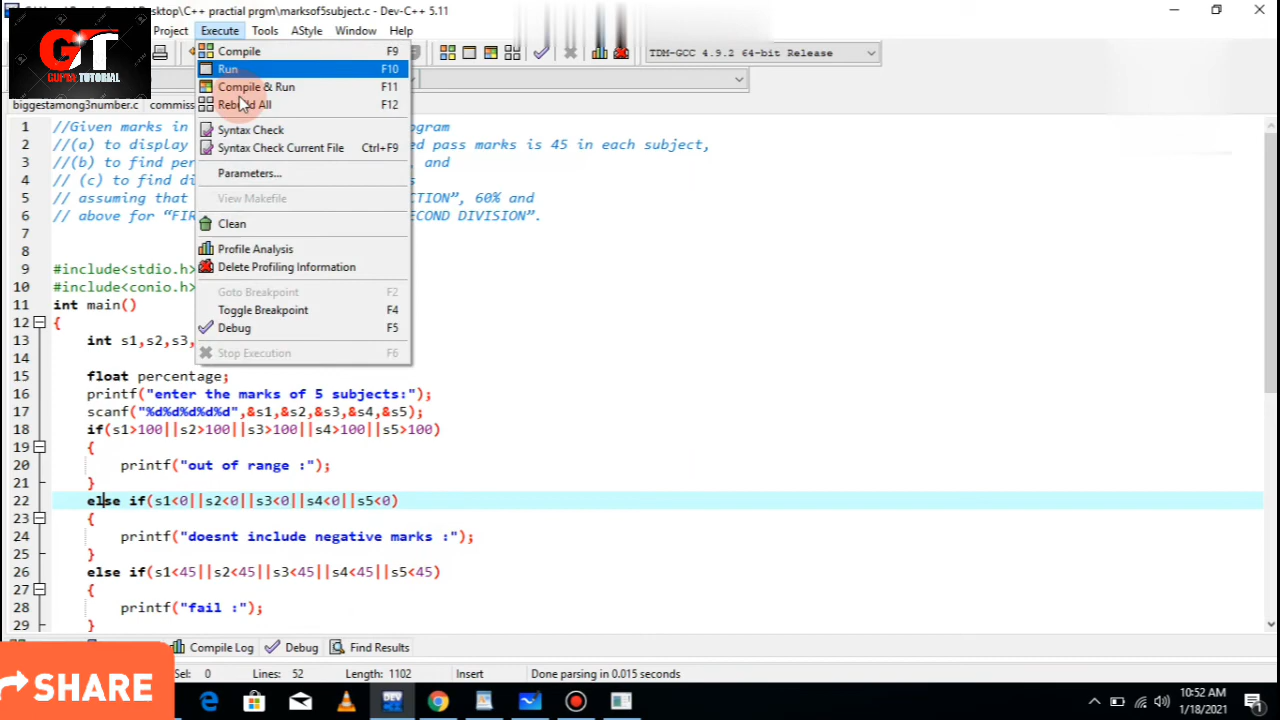 Desktop\C++ practial prgm\marksof5subject.c - Dev-C++ 5.11
GT
GUPTA TUTORIAL
Project Execute Tools AStyle Window Help
TDM-GCC 4.9.2 64-bit Release
Compile F9
Run F10
Compile & Run F11
Rebuild All F12
Syntax Check
Syntax Check Current File Ctrl+F9
Parameters...
View Makefile
Clean
Profile Analysis
Delete Profiling Information
Goto Breakpoint F2
Toggle Breakpoint F4
Debug F5
Stop Execution F6
biggestamong3number.c commiss
1 //Given marks in ogram
2 //(a) to display ed pass marks is 45 in each subject,
3 //(b) to find per , and
4 // (c) to find di s
5 // assuming that CTION”, 60% and
6 // above for “FIR ECOND DIVISION”.
7
8
9 #include<stdio.h>
10 #include<conio.h>
11 int main()
12 {
13 int s1,s2,s3,
14
15 float percentage;
16 printf("enter the marks of 5 subjects:");
17 scanf("%d%d%d%d%d",&s1,&s2,&s3,&s4,&s5);
18 if(s1>100||s2>100||s3>100||s4>100||s5>100)
19 {
20 printf("out of range :");
21 }
22 else if(s1<0||s2<0||s3<0||s4<0||s5<0)
23 {
24 printf("doesnt include negative marks :");
25 }
26 else if(s1<45||s2<45||s3<45||s4<45||s5<45)
27 {
28 printf("fail :");
29 }
Compile Log Debug Find Results
Sel: 0 Lines: 52 Length: 1102 Insert Done parsing in 0.015 seconds
SHARE
DEV
10:52 AM
1/18/2021
1